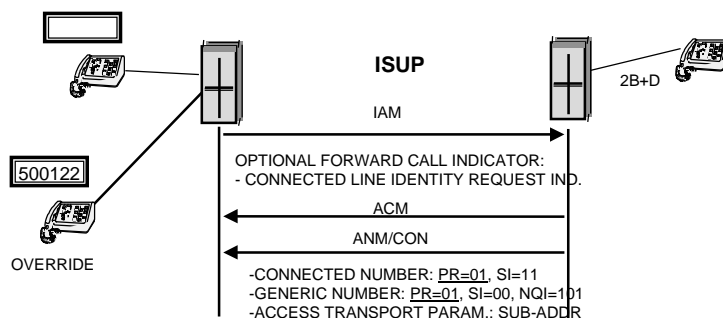 ISUP
2B+D
IAM
OPTIONAL FORWARD CALL INDICATOR:
- CONNECTED LINE IDENTITY REQUEST IND.
500122
ACM
ANM/CON
OVERRIDE
-CONNECTED NUMBER: PR=01, SI=11
-GENERIC NUMBER: PR=01, SI=00, NQI=101
-ACCESS TRANSPORT PARAM.: SUB-ADDR